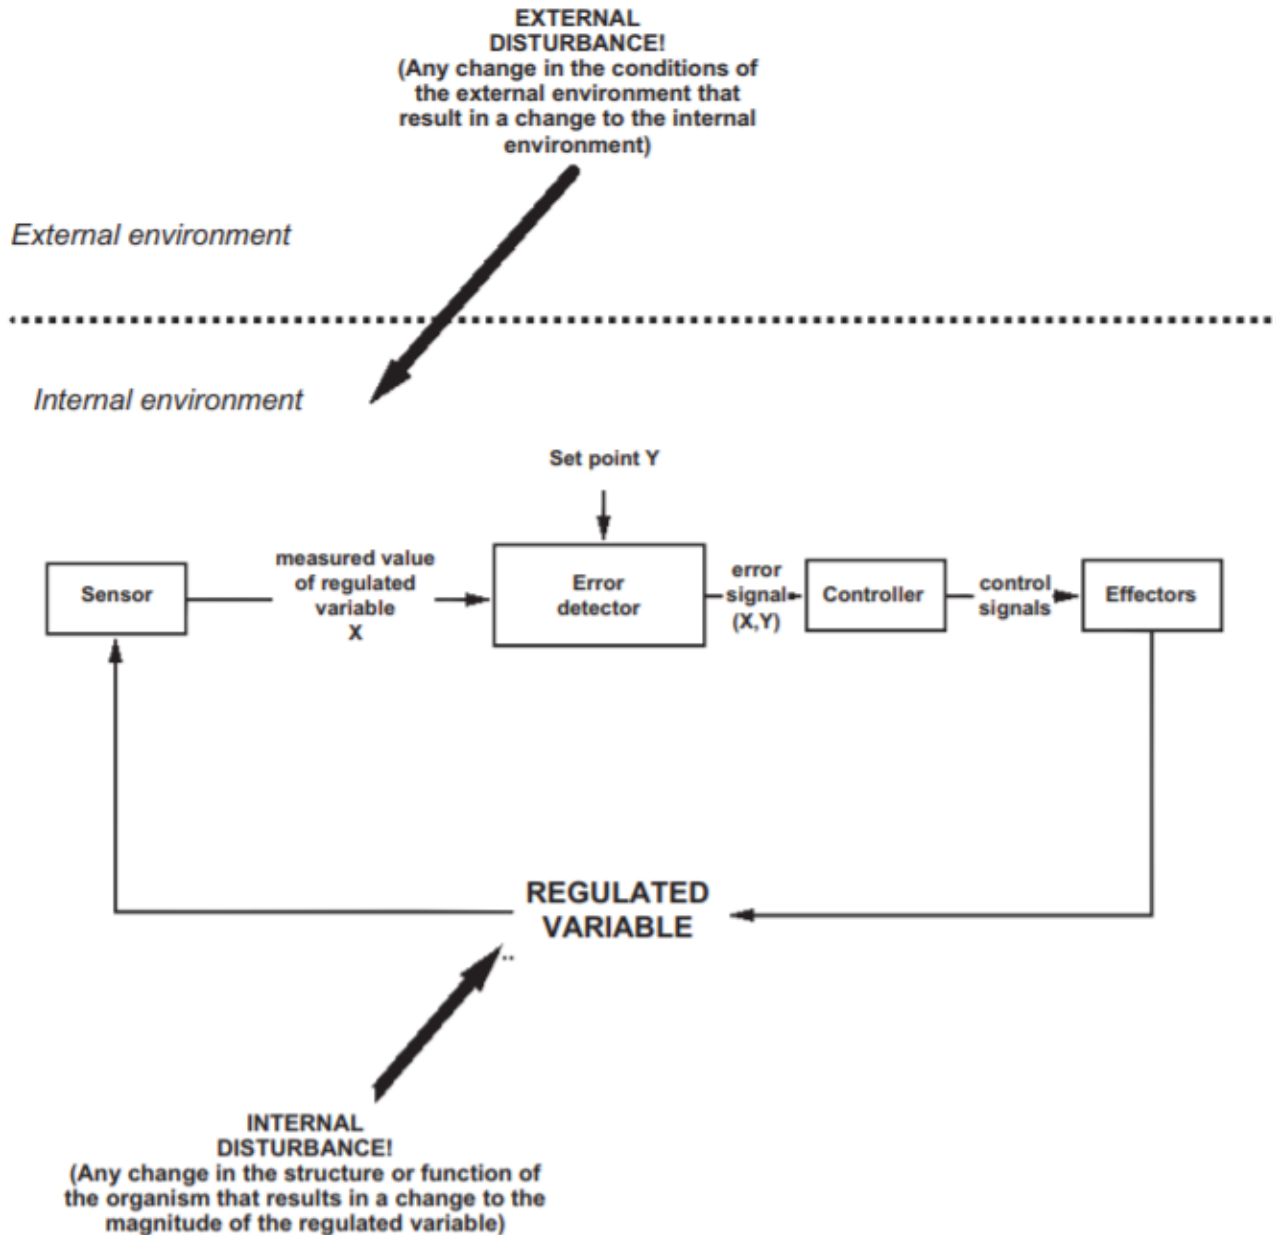 EXTERNAL
DISTURBANCE!
(Any change in the conditions of
the external environment that
result in a change to the internal
environment)
External environment
Internal environment
Set point Y
Sensor
measured value
of regulated
variable
X
Error
detector
error
signal
(X,Y)
Controller
control
signals
Effectors
REGULATED
VARIABLE
INTERNAL
DISTURBANCE!
(Any change in the structure or function of
the organism that results in a change to the
magnitude of the regulated variable)